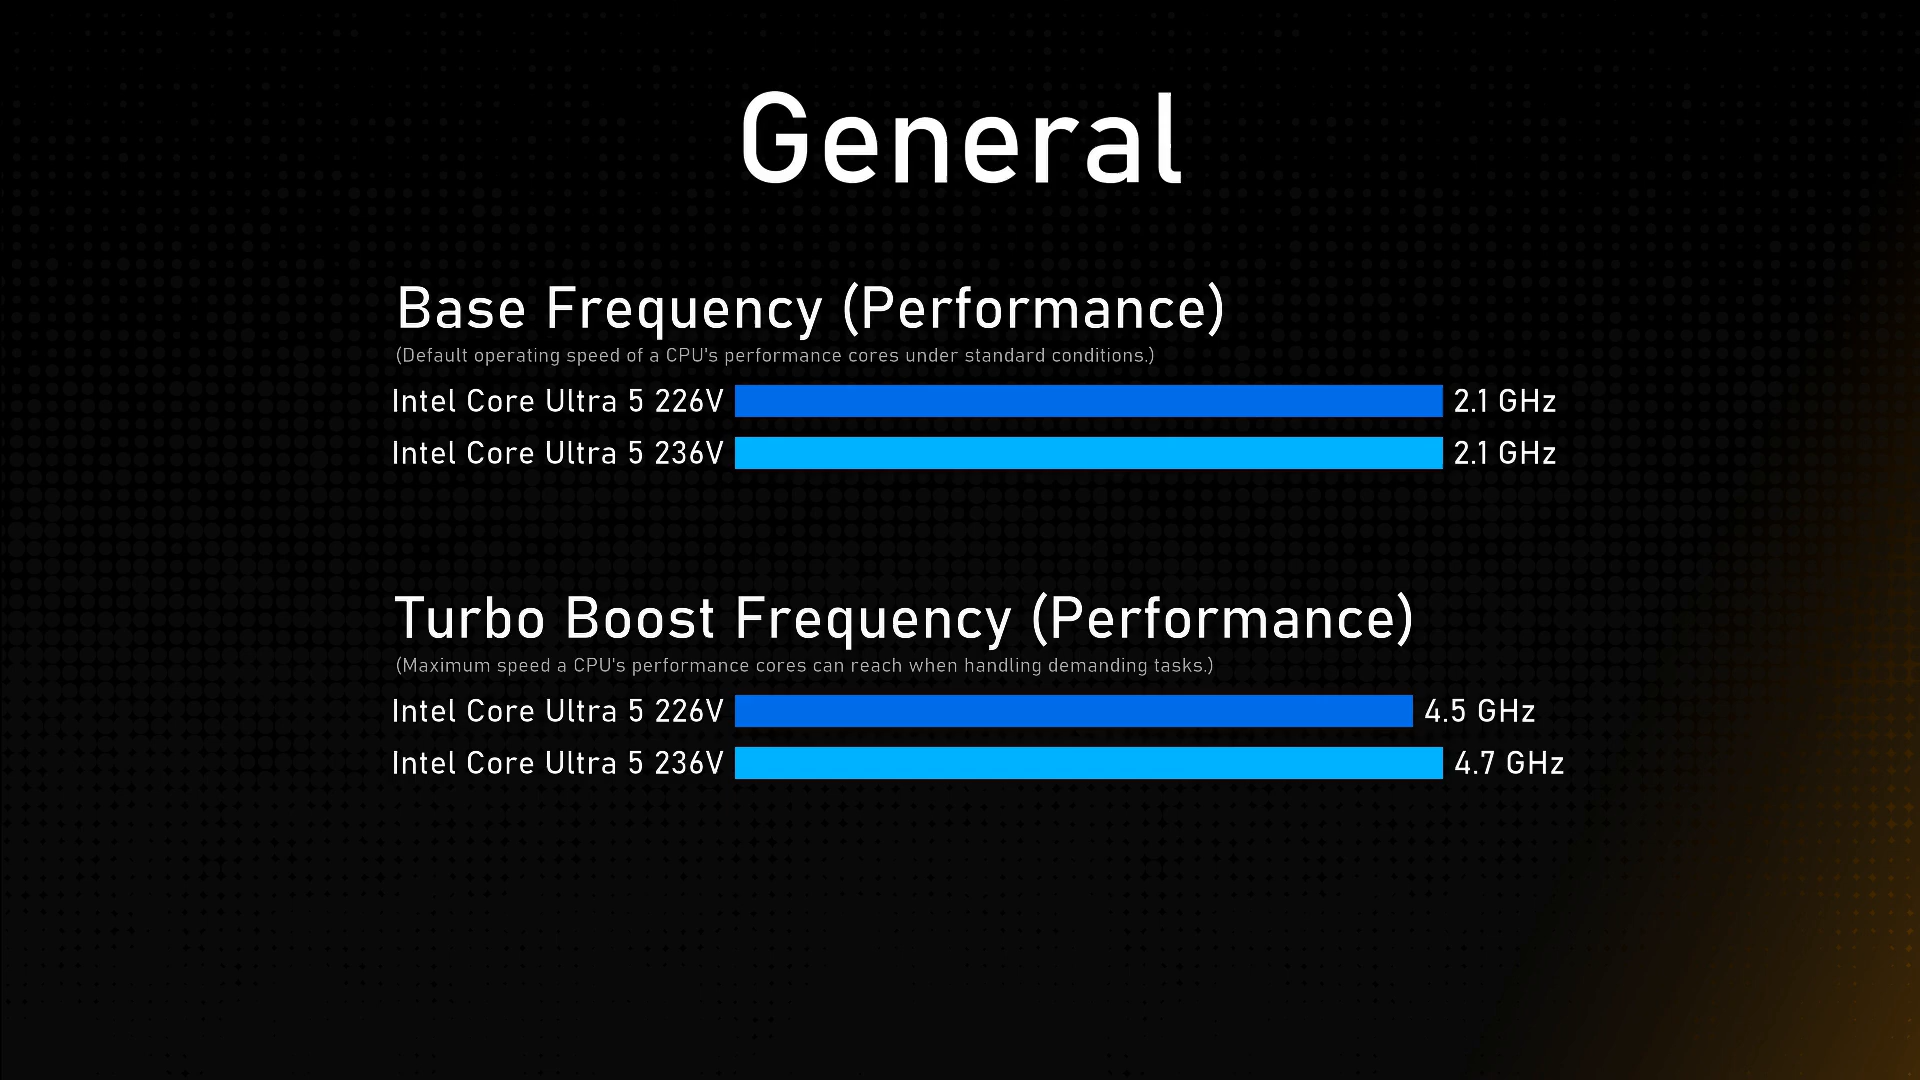 General
Base Frequency (Performance)
(Default operating speed of a CPU's performance cores under standard conditions.)
Intel Core Ultra 5 226V 2.1 GHz
Intel Core Ultra 5 236V 2.1 GHz
Turbo Boost Frequency (Performance)
(Maximum speed a CPU's performance cores can reach when handling demanding tasks.)
Intel Core Ultra 5 226V 4.5 GHz
Intel Core Ultra 5 236V 4.7 GHz